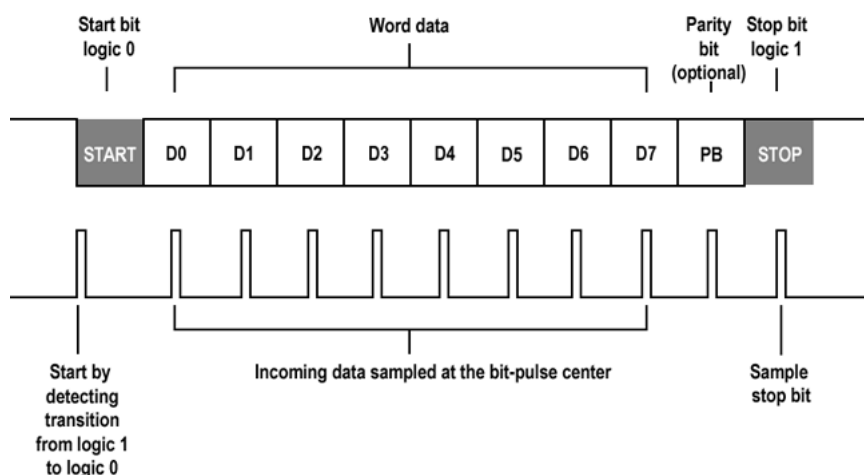 Start bit
logic 0
Word data
Parity
bit
(optional)
Stop bit
logic 1
START D0 D1 D2 D3 D4 D5 D6 D7 PB STOP
Start by
detecting
transition
from logic 1
to logic 0
Incoming data sampled at the bit-pulse center
Sample
stop bit